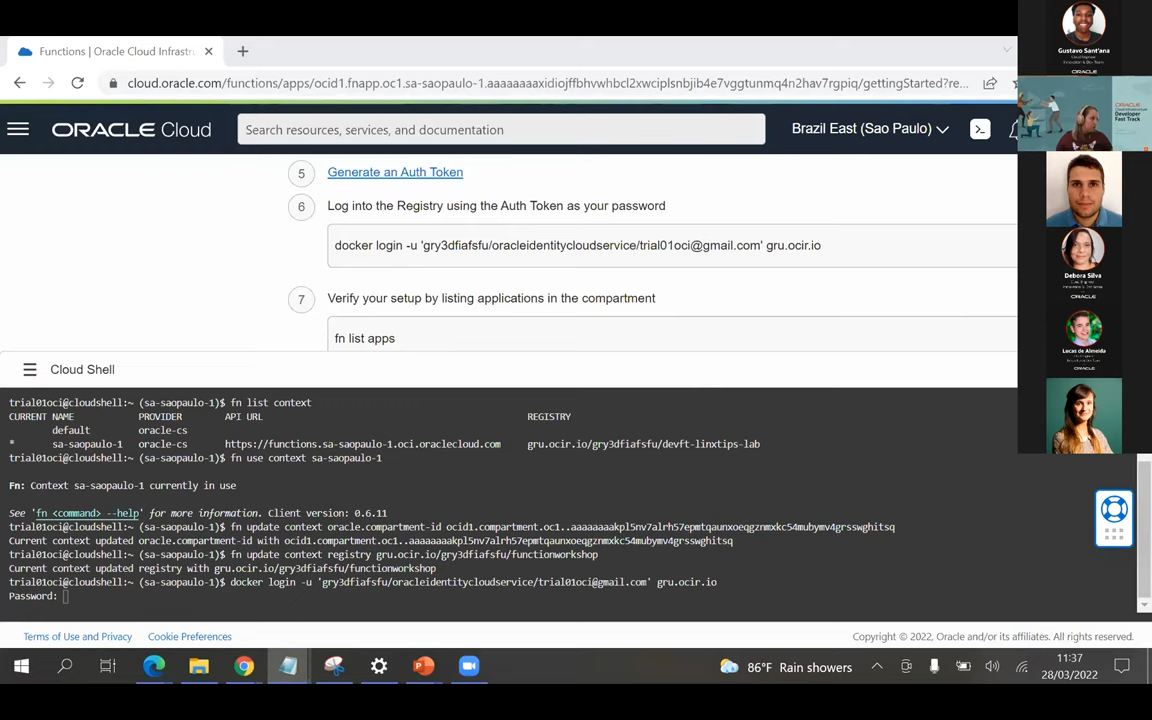 Functions | Oracle Cloud Infrastr
cloud.oracle.com/functions/apps/ocid1.fnapp.oc1.sa-saopaulo-1.aaaaaaaaxidiojffbhvwhbcl2xwciplsnbjib4e7vggtunmq4n2hav7rgpiq/gettingStarted?re...
ORACLE Cloud
Search resources, services, and documentation
Brazil East (Sao Paulo)
5
Generate an Auth Token
6
Log into the Registry using the Auth Token as your password
docker login -u 'gry3dfiafsfu/oracleidentitycloudservice/trial01oci@gmail.com' gru.ocir.io
7
Verify your setup by listing applications in the compartment
fn list apps
Cloud Shell
trial01oci@cloudshell:~ (sa-saopaulo-1)$ fn list context
CURRENT NAME PROVIDER API URL REGISTRY
default oracle-cs
* sa-saopaulo-1 oracle-cs https://functions.sa-saopaulo-1.oci.oraclecloud.com gru.ocir.io/gry3dfiafsfu/devft-linxtips-lab
trial01oci@cloudshell:~ (sa-saopaulo-1)$ fn use context sa-saopaulo-1
Fn: Context sa-saopaulo-1 currently in use
See 'fn <command> --help' for more information. Client version: 0.6.11
trial01oci@cloudshell:~ (sa-saopaulo-1)$ fn update context oracle.compartment-id ocid1.compartment.oc1..aaaaaaaakpl5nv7alrh57epmtqaunxoeqgznmxkc54mubymv4grsswghitsq
Current context updated oracle.compartment-id with ocid1.compartment.oc1..aaaaaaaakpl5nv7alrh57epmtqaunxoeqgznmxkc54mubymv4grsswghitsq
trial01oci@cloudshell:~ (sa-saopaulo-1)$ fn update context registry gru.ocir.io/gry3dfiafsfu/functionworkshop
Current context updated registry with gru.ocir.io/gry3dfiafsfu/functionworkshop
trial01oci@cloudshell:~ (sa-saopaulo-1)$ docker login -u 'gry3dfiafsfu/oracleidentitycloudservice/trial01oci@gmail.com' gru.ocir.io
Password:
Terms of Use and Privacy Cookie Preferences
Copyright © 2022, Oracle and/or its affiliates. All rights reserved.
86°F Rain showers
11:37
28/03/2022
Gustavo Sant'ana
ORACLE
ORACLE
Developer
Fast Track
Debora Silva
ORACLE
Lucas de Almeida
ORACLE